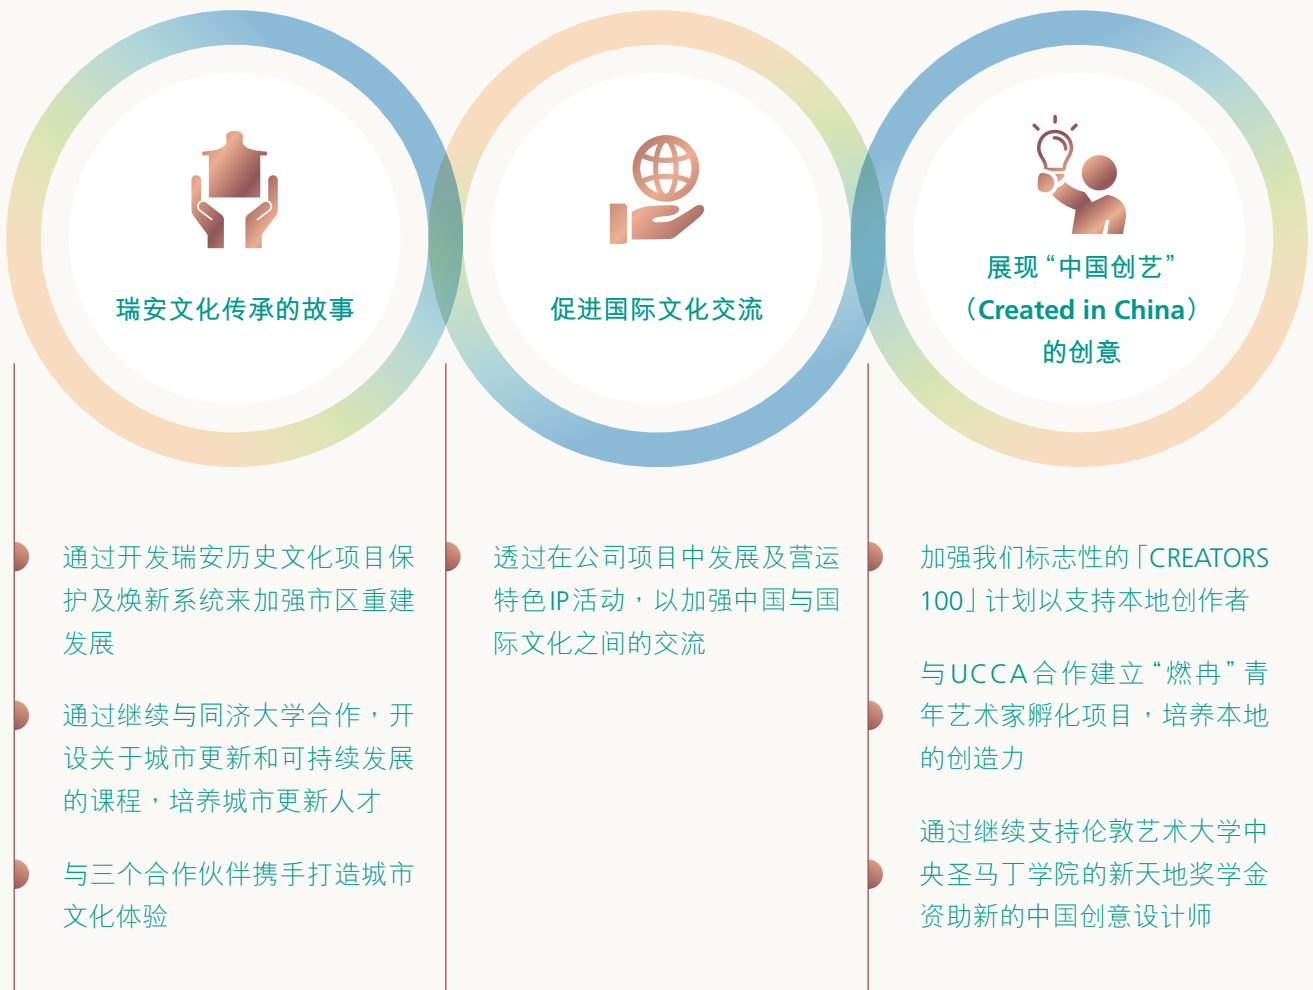 瑞安文化传承的故事
通过开发瑞安历史文化项目保
护及焕新系统来加强市区重建
发展
通过继续与同济大学合作，开
设关于城市更新和可持续发展
的课程，培养城市更新人才
与三个合作伙伴携手打造城市
文化体验
促进国际文化交流
透过在公司项目中发展及营运
特色IP活动，以加强中国与国
际文化之间的交流
展现“中国创艺”
（Created in China）
的创意
加强我们标志性的「CREATORS
100」计划以支持本地创作者
与UCCA合作建立“燃冉”青
年艺术家孵化项目，培养本地
的创造力
通过继续支持伦敦艺术大学中
央圣马丁学院的新天地奖学金
资助新的中国创意设计师